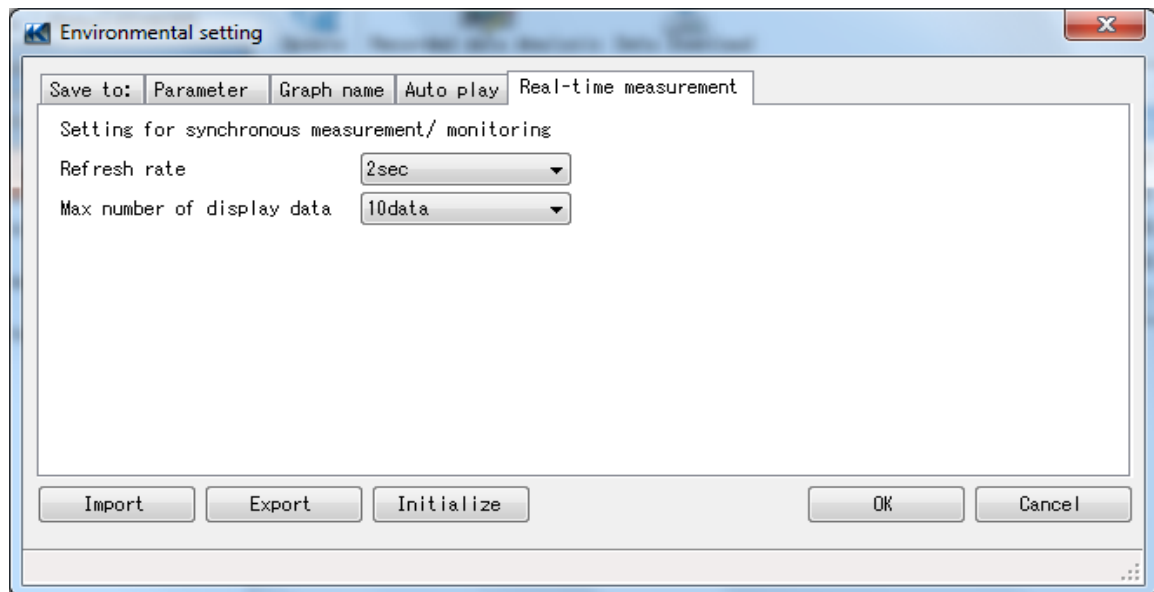 Environmental setting
Save to: Parameter Graph name Auto play Real-time measurement
Setting for synchronous measurement/ monitoring
Refresh rate 2sec
Max number of display data 10data
Import Export Initialize OK Cancel